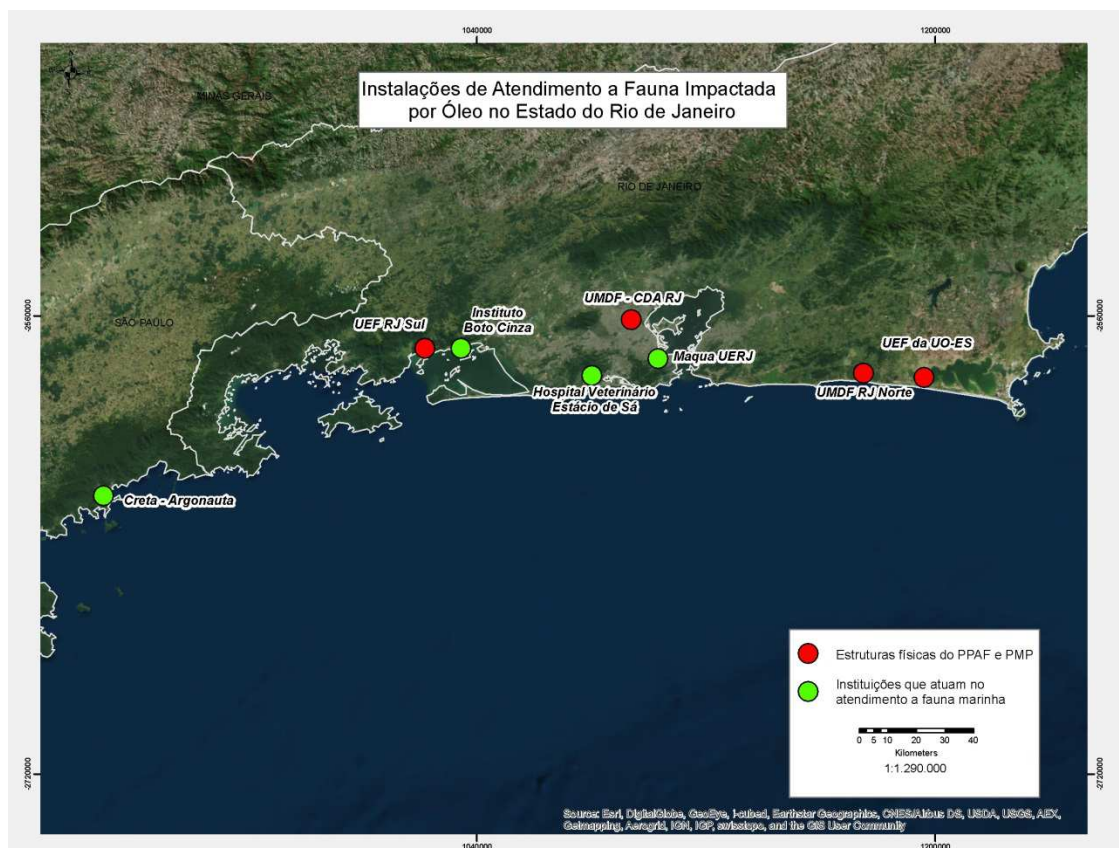 1040000
1200000
Instalações de Atendimento a Fauna Impactada
por Óleo no Estado do Rio de Janeiro
MINAS GERAIS
RIO DE JANEIRO
SÃO PAULO
-2660000
-2660000
UEF RJ Sul
Instituto
Boto Cinza
UMDF - CDA RJ
Maqua UERJ
Hospital Veterinário
Estácio de Sá
UEF da UO-ES
UMDF RJ Norte
Creta - Argonauta
Estruturas físicas do PPAF e PMP
Instituições que atuam no
atendimento a fauna marinha
0 5 10 20 30 40
Kilometers
1:1.290.000
-2720000
-2720000
Source: Esri, DigitalGlobe, GeoEye, i-cubed, Earthstar Geographics, CNES/Airbus DS, USDA, USGS, AEX,
Getmapping, Aerogrid, IGN, IGP, swisstopo, and the GIS User Community
1040000
1200000